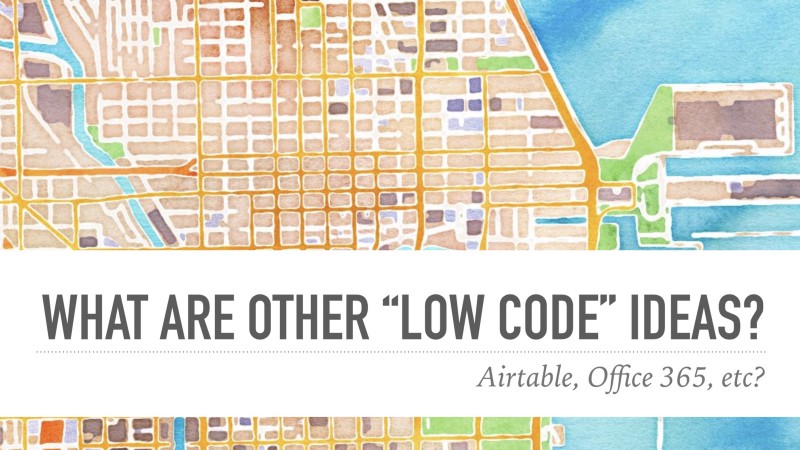 WHAT ARE OTHER “LOW CODE” IDEAS?
Airtable, Office 365, etc?